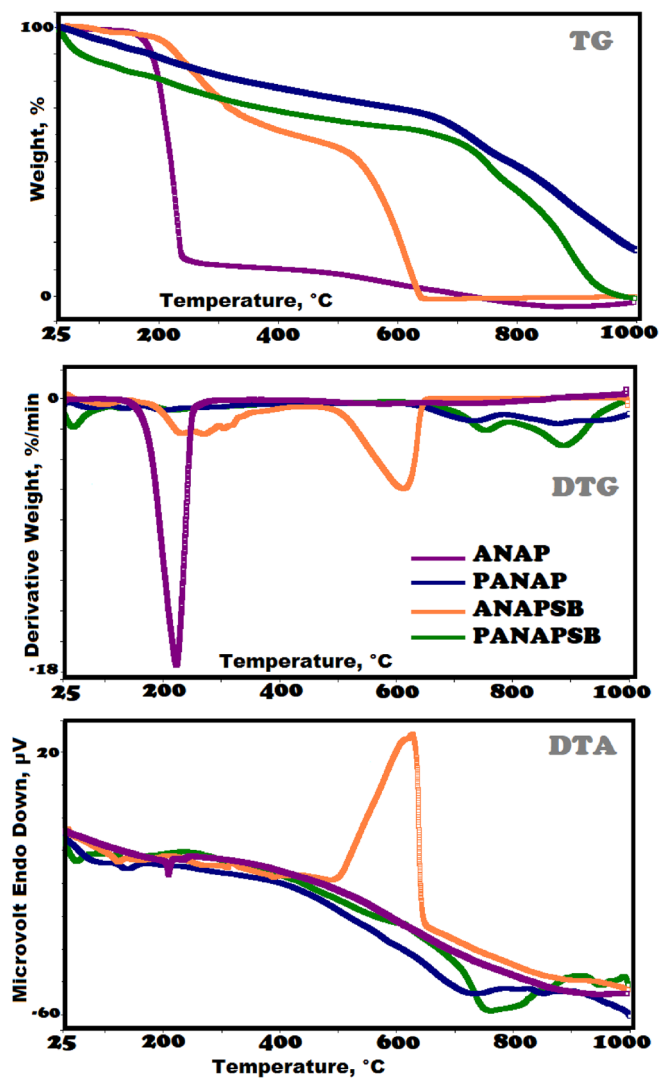 100
TG
Weight, %
50
0
Temperature, °C
25 200 400 600 800 1000
0
Derivative Weight, %/min
DTG
ANAP
PANAP
ANAPSB
PANAPSB
-18
Temperature, °C
25 200 400 600 800 1000
20
DTA
Microvolt Endo Down, µV
-60
25 200 400 600 800 1000
Temperature, °C